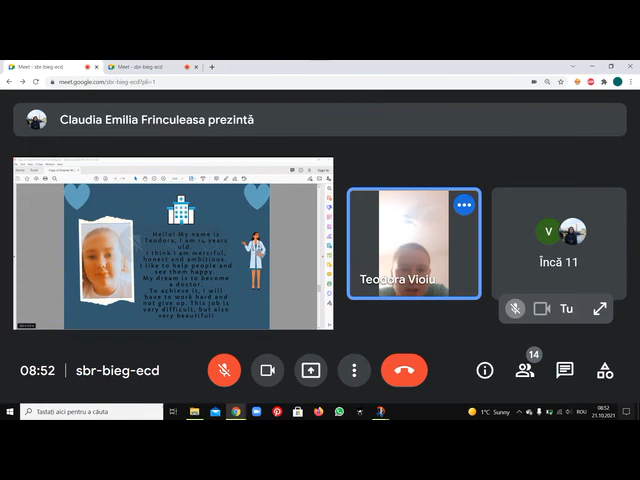 Meet - sbr-bieg-ecd
Meet - sbr-bieg-ecd
meet.google.com/sbr-bieg-ecd?pli=1
Claudia Emilia Frinculeasa prezintă
Hello! My name is
Teodora, I am 14 years
old.
I think I am merciful,
honest and ambitious.
I like to help people and
see them happy.
My dream is to become
a doctor.
To achieve it, I will
have to work hard and
not give up. This job is
very difficult, but also
very beautiful!
Teodora Vioiu
V
Încă 11
Tu
08:52
sbr-bieg-ecd
14
Tastați aici pentru a căuta
1°C Sunny
ROU
08:52
21.10.2021